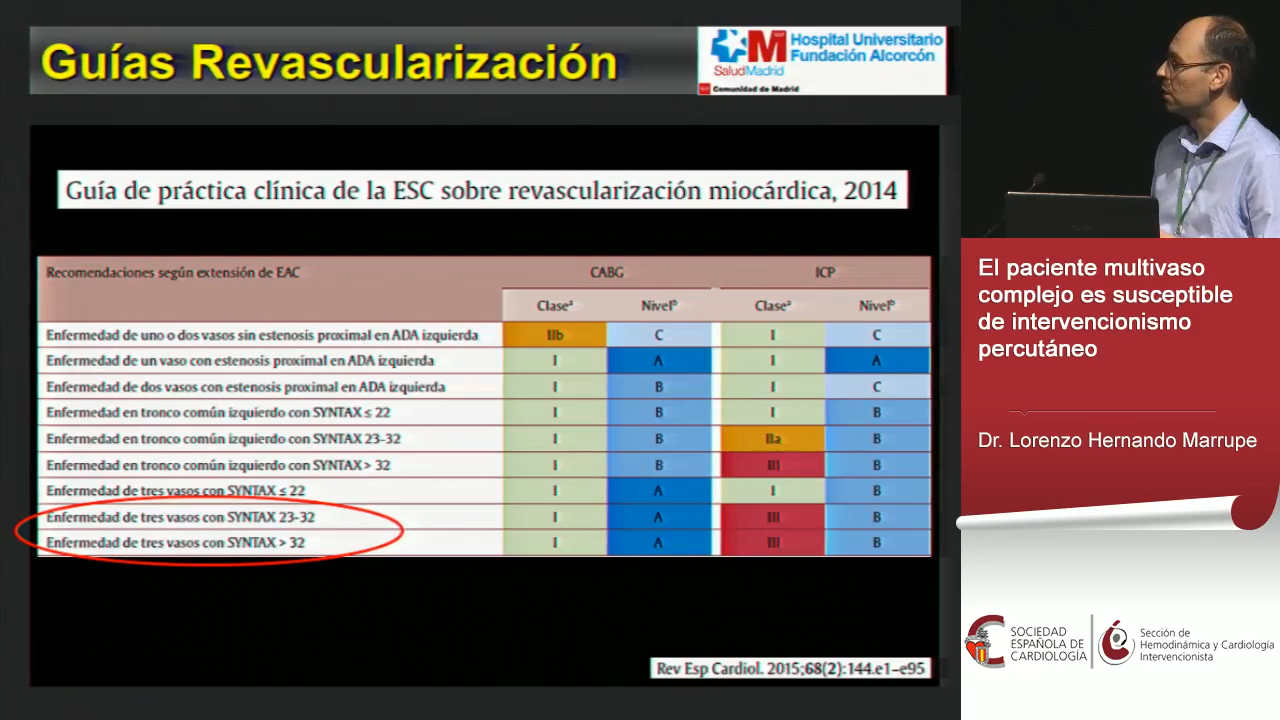 Guías Revascularización
SaludMadrid
Hospital Universitario
Fundación Alcorcón
Comunidad de Madrid
Guía de práctica clínica de la ESC sobre revascularización miocárdica, 2014
Recomendaciones según extensión de EAC CABG ICP
Claseᵃ Nivelᵇ Claseᵃ Nivelᵇ
Enfermedad de uno o dos vasos sin estenosis proximal en ADA izquierda IIb C I C
Enfermedad de un vaso con estenosis proximal en ADA izquierda I A I A
Enfermedad de dos vasos con estenosis proximal en ADA izquierda I B I C
Enfermedad en tronco común izquierdo con SYNTAX ≤ 22 I B I B
Enfermedad en tronco común izquierdo con SYNTAX 23-32 I B IIa B
Enfermedad en tronco común izquierdo con SYNTAX > 32 I B III B
Enfermedad de tres vasos con SYNTAX ≤ 22 I A I B
Enfermedad de tres vasos con SYNTAX 23-32 I A III B
Enfermedad de tres vasos con SYNTAX > 32 I A III B
Rev Esp Cardiol. 2015;68(2):144.e1-e95
El paciente multivaso
complejo es susceptible
de intervencionismo
percutáneo
Dr. Lorenzo Hernando Marrupe
SOCIEDAD
ESPAÑOLA DE
CARDIOLOGÍA
Sección de
Hemodinámica y Cardiología
Intervencionista